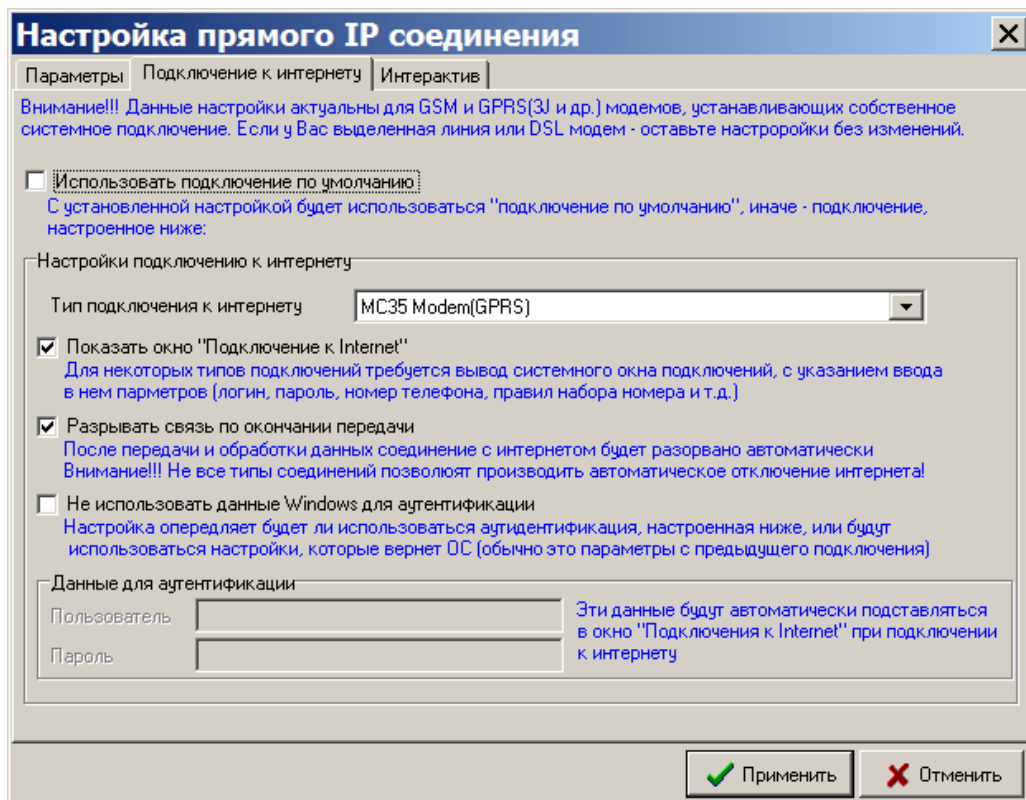 Настройка прямого IP соединения
Параметры
Подключение к интернету
Интерактив
Внимание!!! Данные настройки актуальны для GSM и GPRS(3J и др.) модемов, устанавливающих собственное
системное подключение. Если у Вас выделенная линия или DSL модем - оставьте настроройки без изменений.
Использовать подключение по умолчанию
С установленной настройкой будет использоваться "подключение по умолчанию", иначе - подключение,
настроенное ниже:
Настройки подключению к интернету
Тип подключения к интернету
MC35 Modem(GPRS)
Показать окно "Подключение к Internet"
Для некоторых типов подключений требуется вывод системного окна подключений, с указанием ввода
в нем парметров (логин, пароль, номер телефона, правил набора номера и т.д.)
Разрывать связь по окончании передачи
После передачи и обработки данных соединение с интернетом будет разорвано автоматически
Внимание!!! Не все типы соединений позволюят производить автоматическое отключение интернета!
Не использовать данные Windows для аутентификации
Настройка опередляет будет ли использоваться аутидентификация, настроенная ниже, или будут
использоваться настройки, которые вернет ОС (обычно это параметры с предыдущего подключения)
Данные для аутентификации
Пользователь
Пароль
Эти данные будут автоматически подставляться
в окно "Подключения к Internet" при подключении
к интернету
Применить
Отменить